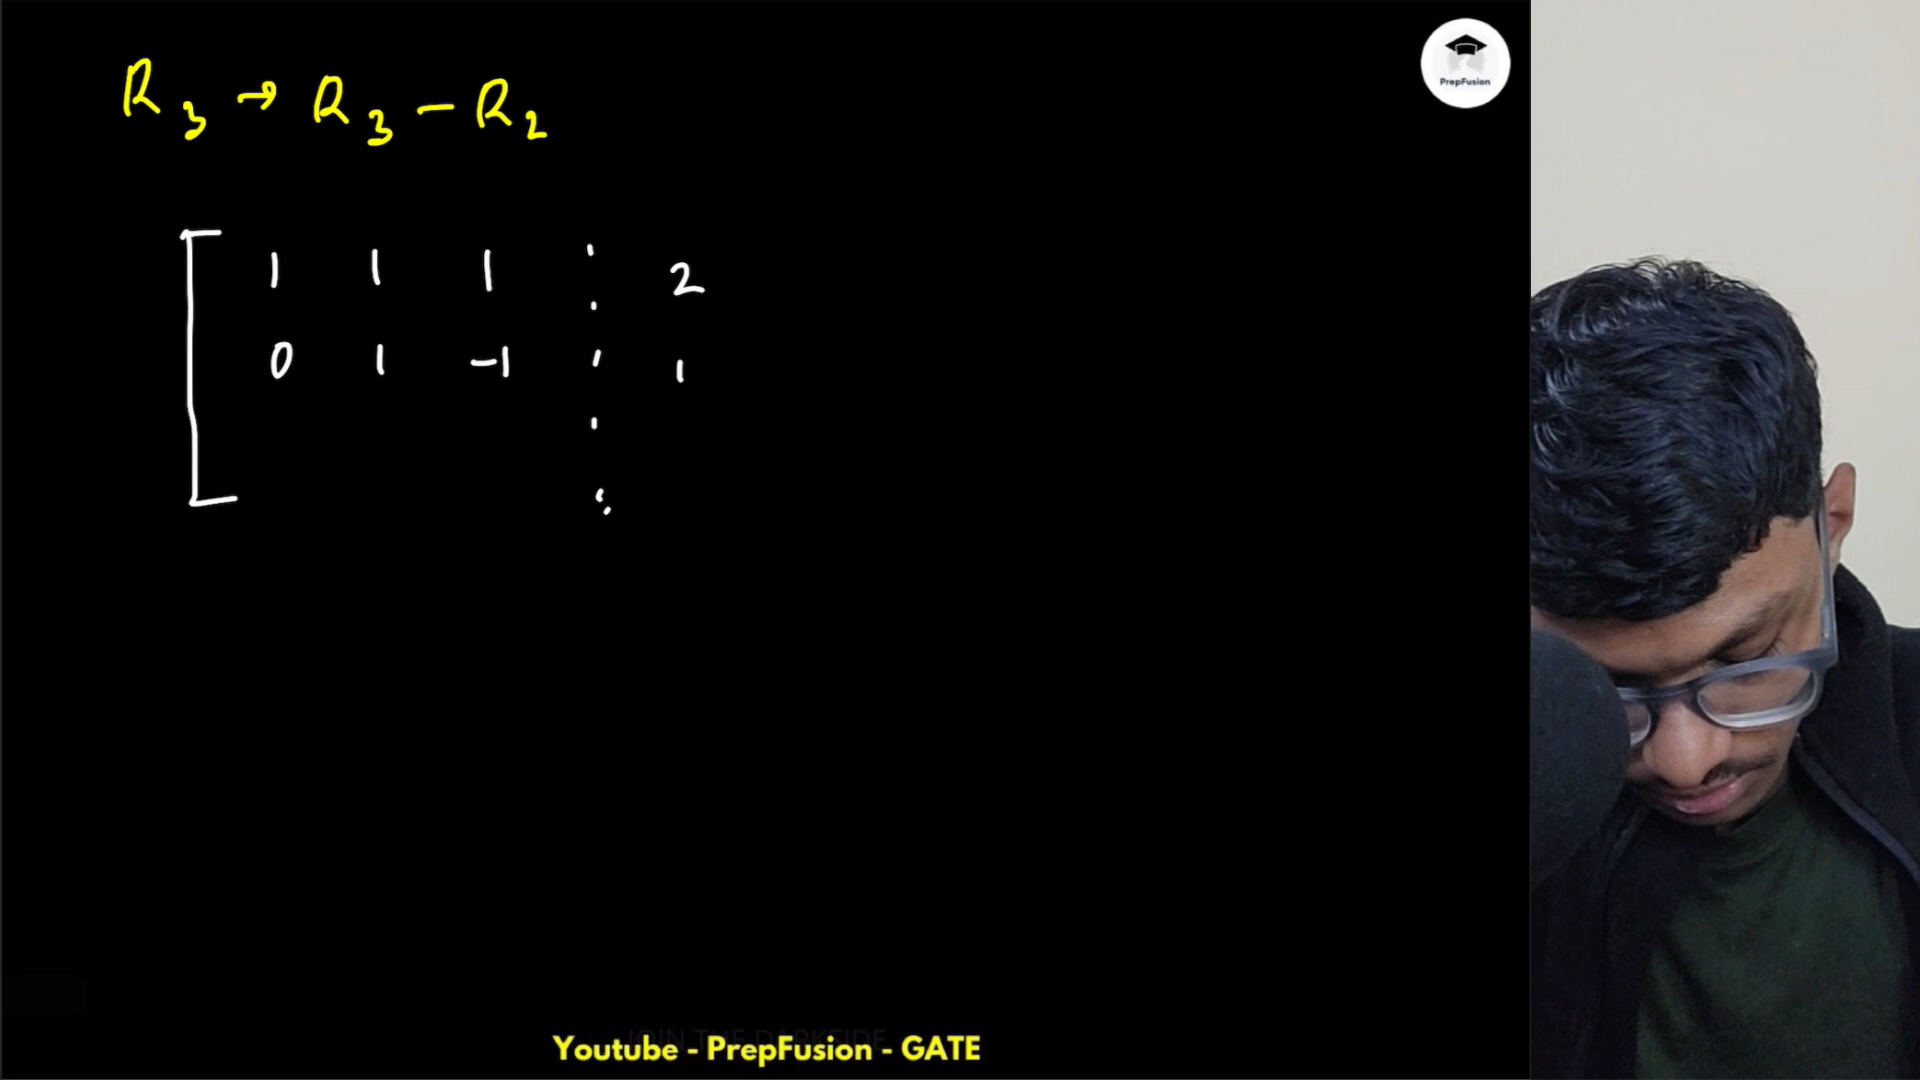 PrepFusion
R₃ → R₃ - R₂
1 1 1 : 2
0 1 -1 : 1
Youtube - PrepFusion - GATE